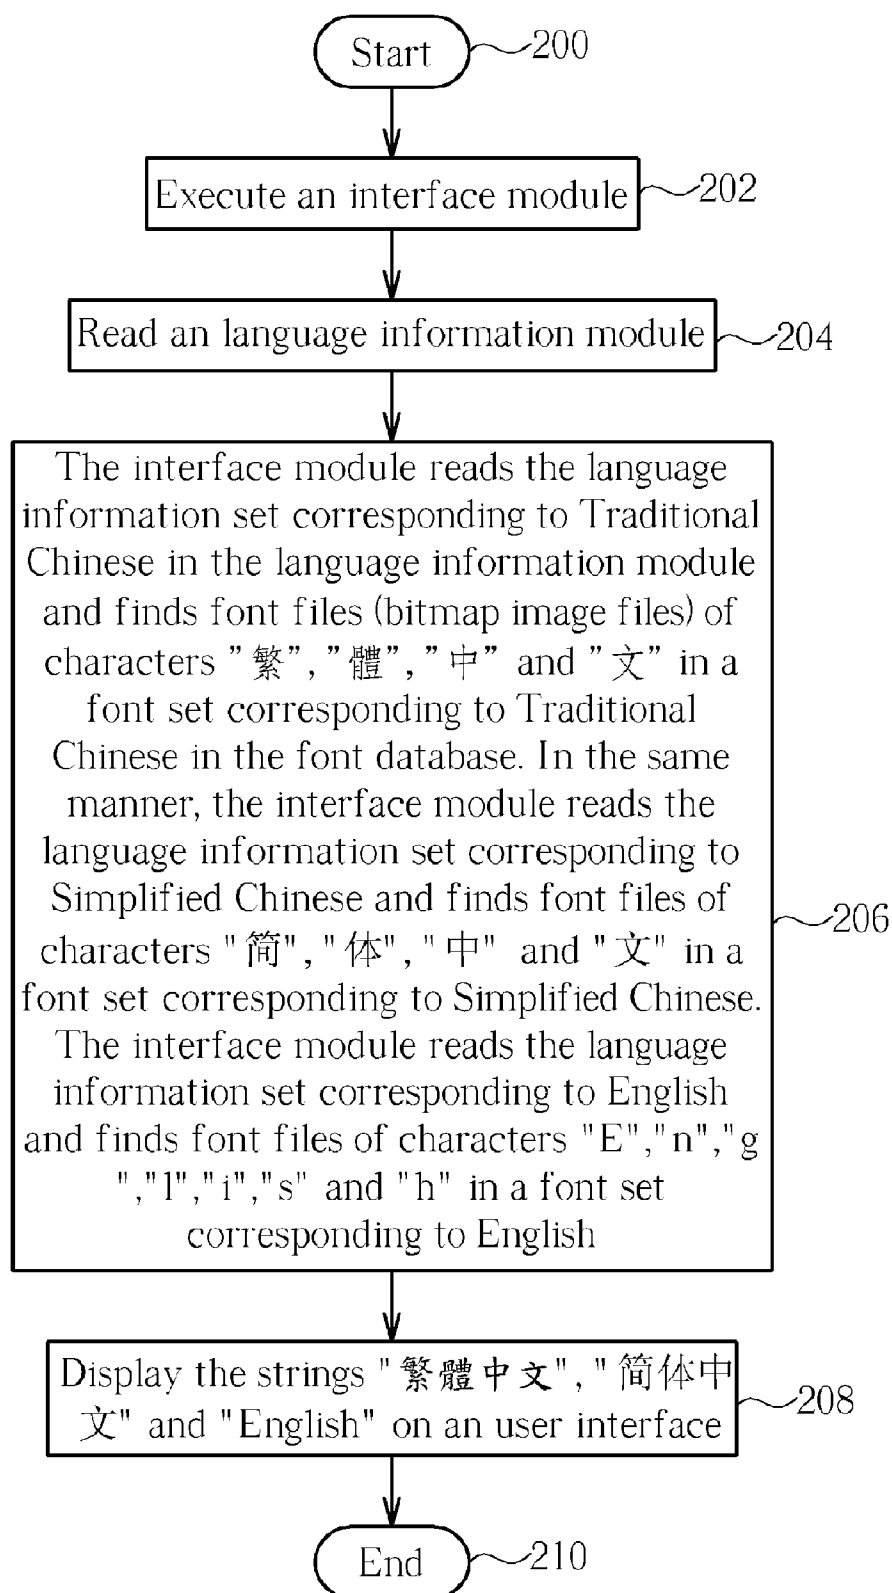 Start
200
Execute an interface module
202
Read an language information module
204
The interface module reads the language
information set corresponding to Traditional
Chinese in the language information module
and finds font files (bitmap image files) of
characters ”繁”,”體”,”中” and ”文” in a
font set corresponding to Traditional
Chinese in the font database. In the same
manner, the interface module reads the
language information set corresponding to
Simplified Chinese and finds font files of
characters "简","体","中" and "文" in a
font set corresponding to Simplified Chinese.
The interface module reads the language
information set corresponding to English
and finds font files of characters "E","n","g
","l","i","s" and "h" in a font set
corresponding to English
206
Display the strings "繁體中文","简体中
文" and "English" on an user interface
208
End
210